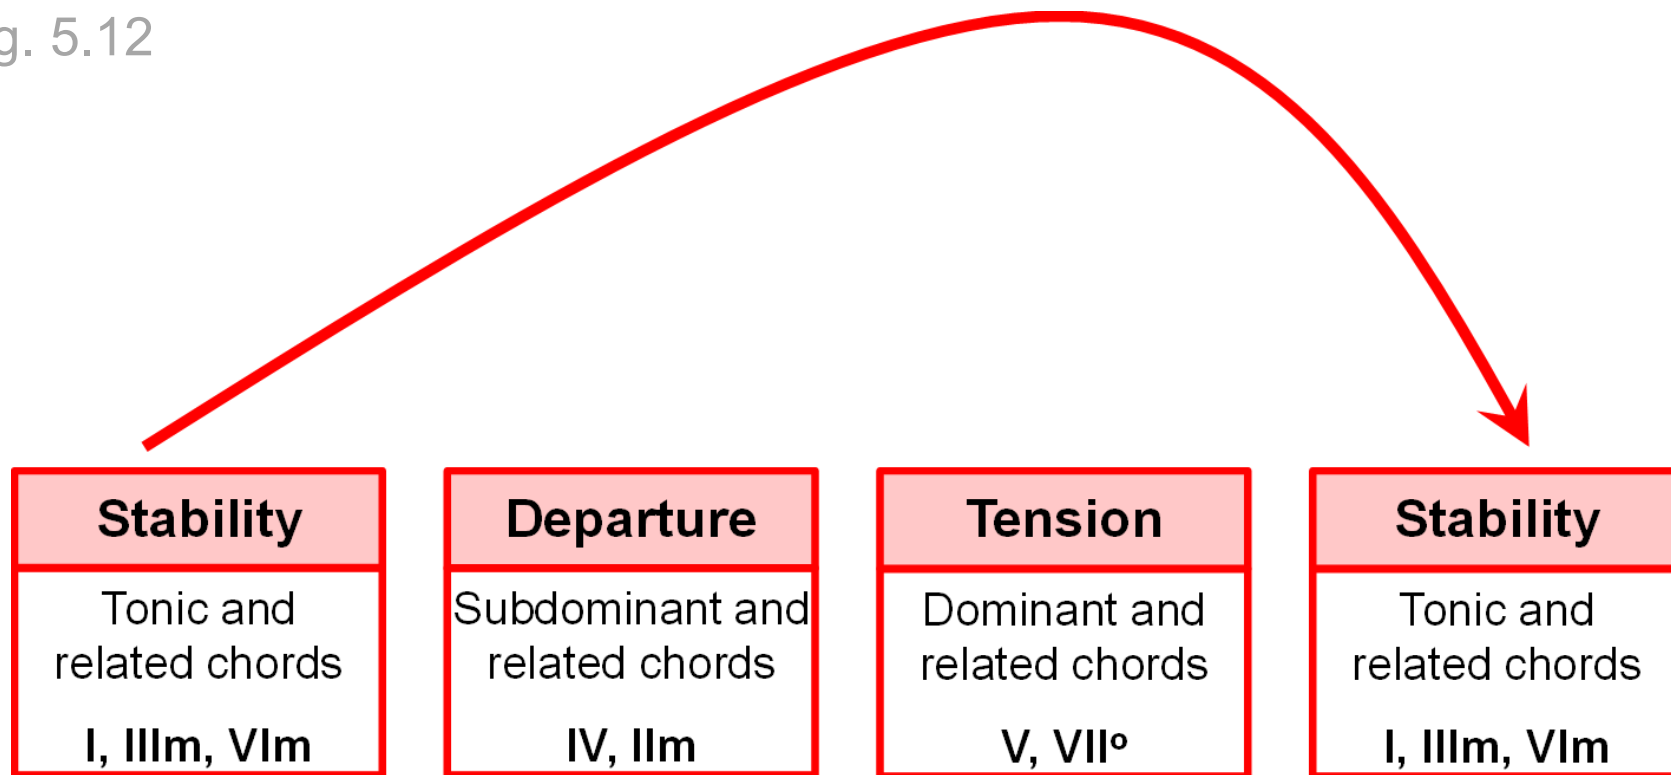 g. 5.12
Stability
Tonic and
related chords
I, IIIm, VIm
Departure
Subdominant and
related chords
IV, IIm
Tension
Dominant and
related chords
V, VIIº
Stability
Tonic and
related chords
I, IIIm, VIm